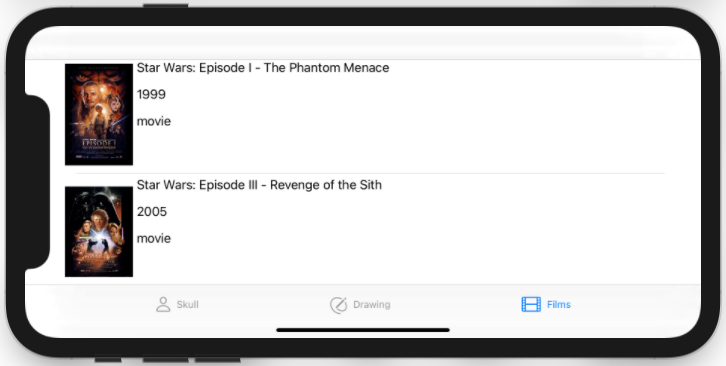 Star Wars: Episode I - The Phantom Menace
1999
movie
Star Wars: Episode III - Revenge of the Sith
2005
movie
Skull
Drawing
Films